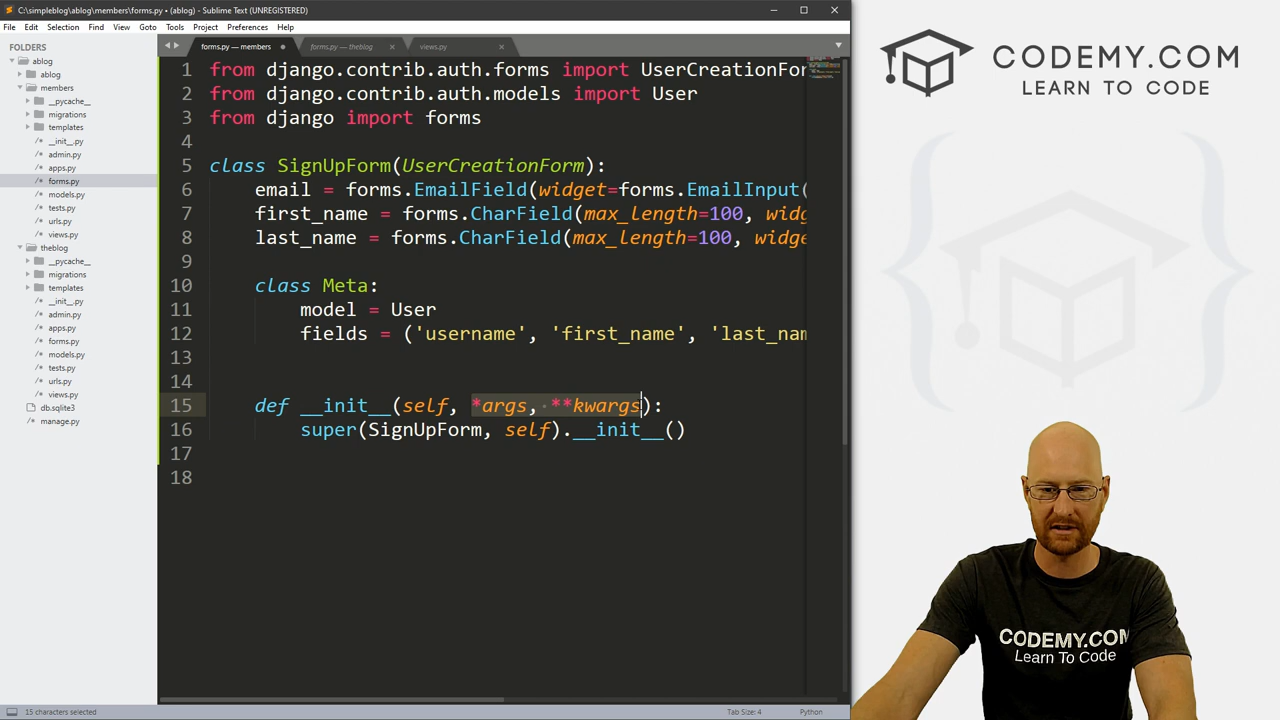 C:\simpleblog\ablog\members\forms.py • (ablog) - Sublime Text (UNREGISTERED)
File Edit Selection Find View Goto Tools Project Preferences Help
FOLDERS
ablog
ablog
members
__pycache__
migrations
templates
__init__.py
admin.py
apps.py
forms.py
models.py
tests.py
urls.py
views.py
theblog
__pycache__
migrations
templates
__init__.py
admin.py
apps.py
forms.py
models.py
tests.py
urls.py
views.py
db.sqlite3
manage.py
forms.py — members
forms.py — theblog
views.py
1 from django.contrib.auth.forms import UserCreationFor
2 from django.contrib.auth.models import User
3 from django import forms
4
5 class SignUpForm(UserCreationForm):
6 email = forms.EmailField(widget=forms.EmailInput(
7 first_name = forms.CharField(max_length=100, widg
8 last_name = forms.CharField(max_length=100, widge
9
10 class Meta:
11 model = User
12 fields = ('username', 'first_name', 'last_nam
13
14
15 def __init__(self, *args, **kwargs):
16 super(SignUpForm, self).__init__()
17
18
15 characters selected
Tab Size: 4
Python
CODEMY.COM
LEARN TO CODE
CODEMY.COM
Learn To Code